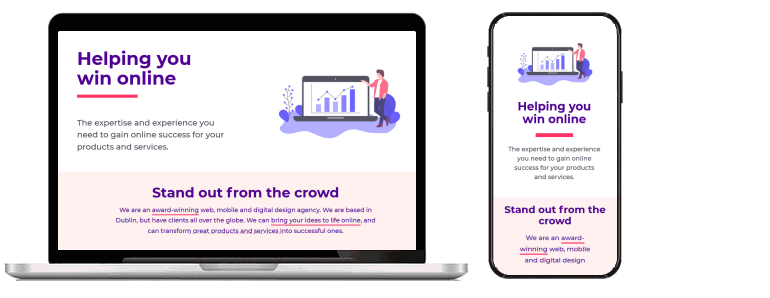 Helping you
win online
The expertise and experience you
need to gain online success for your
products and services.
Stand out from the crowd
We are an award-winning web, mobile and digital design agency. We are based in
Dublin, but have clients all over the globe. We can bring your ideas to life online, and
can transform great products and services into successful ones.
Helping you
win online
The expertise and experience
you need to gain online
success for your products
and services.
Stand out from the
crowd
We are an award-
winning web, mobile
and digital design